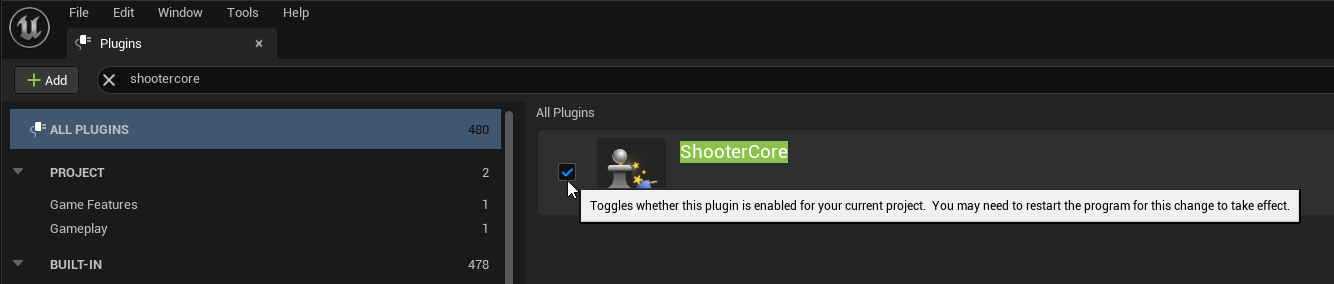 File Edit Window Tools Help
Plugins
Add shootercore
ALL PLUGINS 480
PROJECT 2
Game Features 1
Gameplay 1
BUILT-IN 478
All Plugins
ShooterCore
Toggles whether this plugin is enabled for your current project. You may need to restart the program for this change to take effect.